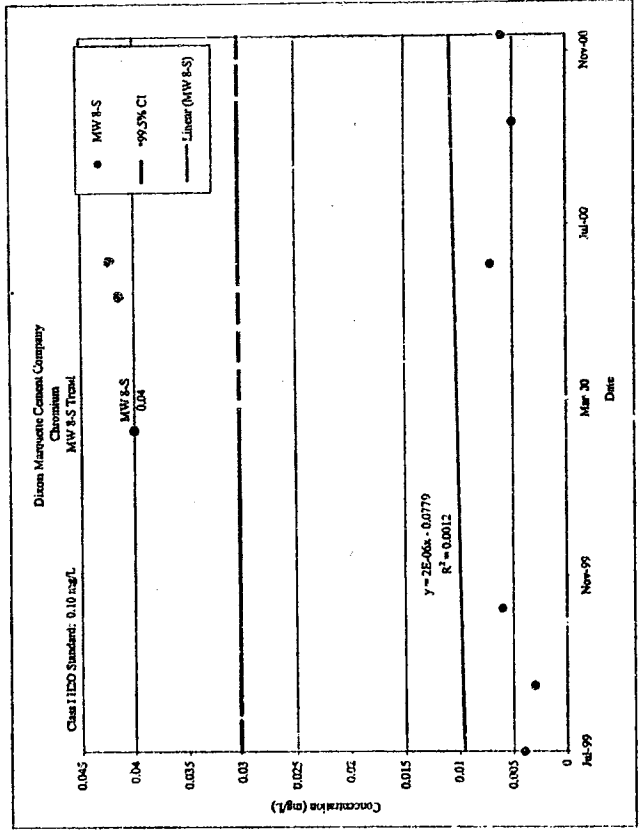 Dixon Marquette Cement Company
Chromium
Class I H2O Standard: 0.10 mg/L
MW 8-S Trend
MW 8-S
+99.5% CI
Linear (MW 8-S)
MW 8-S
0.04
y = 2E-06x - 0.0779
R² = 0.0012
Concentration (mg/L)
0.045
0.04
0.035
0.03
0.025
0.02
0.015
0.01
0.005
0
Jul-99
Nov-99
Mar-00
Jul-00
Nov-00
Date